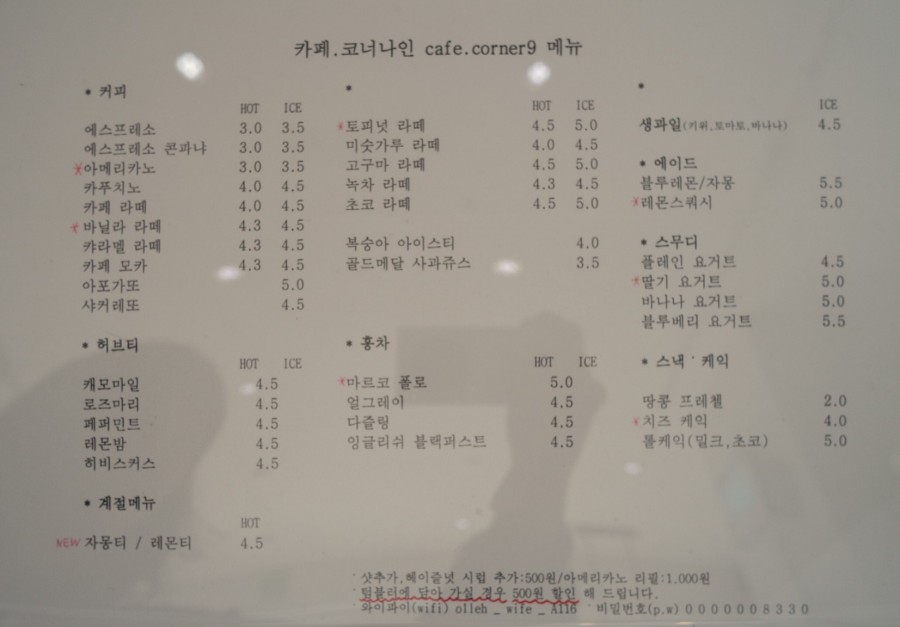 카페.코너나인 cafe.corner9 메뉴
* 커피
HOT ICE
에스프레소 3.0 3.5
에스프레소 콘파냐 3.0 3.5
*아메리카노 3.0 3.5
카푸치노 4.0 4.5
카페 라떼 4.0 4.5
*바닐라 라떼 4.3 4.5
캬라멜 라떼 4.3 4.5
카페 모카 4.3 4.5
아포가또 5.0
샤커레또 4.5
* 허브티
HOT ICE
캐모마일 4.5
로즈마리 4.5
페퍼민트 4.5
레몬밤 4.5
히비스커스 4.5
* 계절메뉴
HOT
NEW 자몽티 / 레몬티 4.5
*
HOT ICE
*토피넛 라떼 4.5 5.0
미숫가루 라떼 4.0 4.5
고구마 라떼 4.5 5.0
녹차 라떼 4.3 4.5
초코 라떼 4.5 5.0
복숭아 아이스티 4.0
골드메달 사과쥬스 3.5
* 홍차
HOT ICE
*마르코 폴로 5.0
얼그레이 4.5
다즐링 4.5
잉글리쉬 블랙퍼스트 4.5
*
ICE
생과일(키위,토마토,바나나) 4.5
* 에이드
블루레몬/자몽 5.5
*레몬스쿼시 5.0
* 스무디
플레인 요거트 4.5
*딸기 요거트 5.0
바나나 요거트 5.0
블루베리 요거트 5.5
* 스낵 ' 케익
땅콩 프레첼 2.0
*치즈 케익 4.0
롤케익(밀크,초코) 5.0
' 샷추가,헤이즐넛 시럽 추가:500원/아메리카노 리필:1.000원
' 텀블러에 담아 가실 경우 500원 할인 해 드립니다.
' 와이파이(wifi) olleh _ wife _ A116 ' 비밀번호(p.w) 0000008330